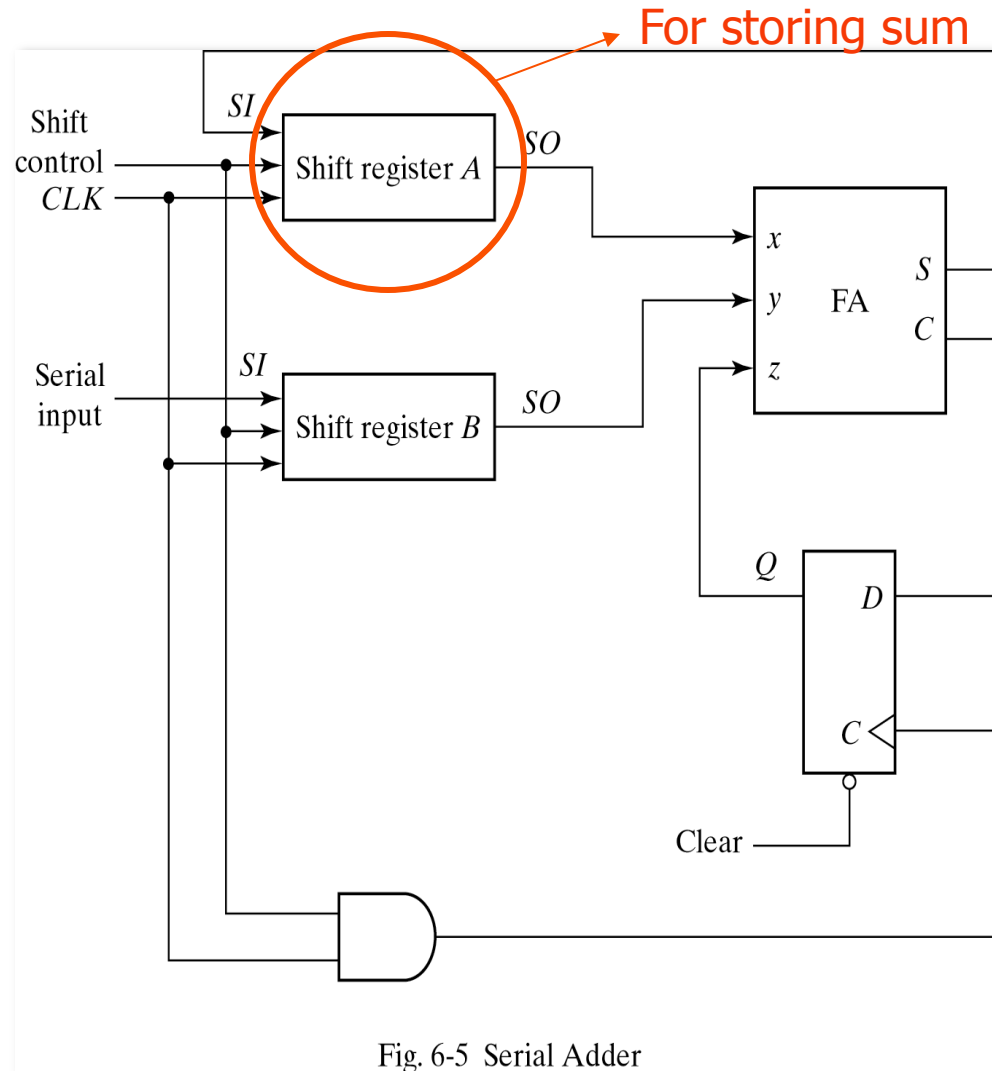 For storing sum
SI
Shift
control
CLK
Shift register A
SO
x
y
z
FA
S
C
Serial
input
SI
Shift register B
SO
Q
D
C
Clear
Fig. 6-5 Serial Adder